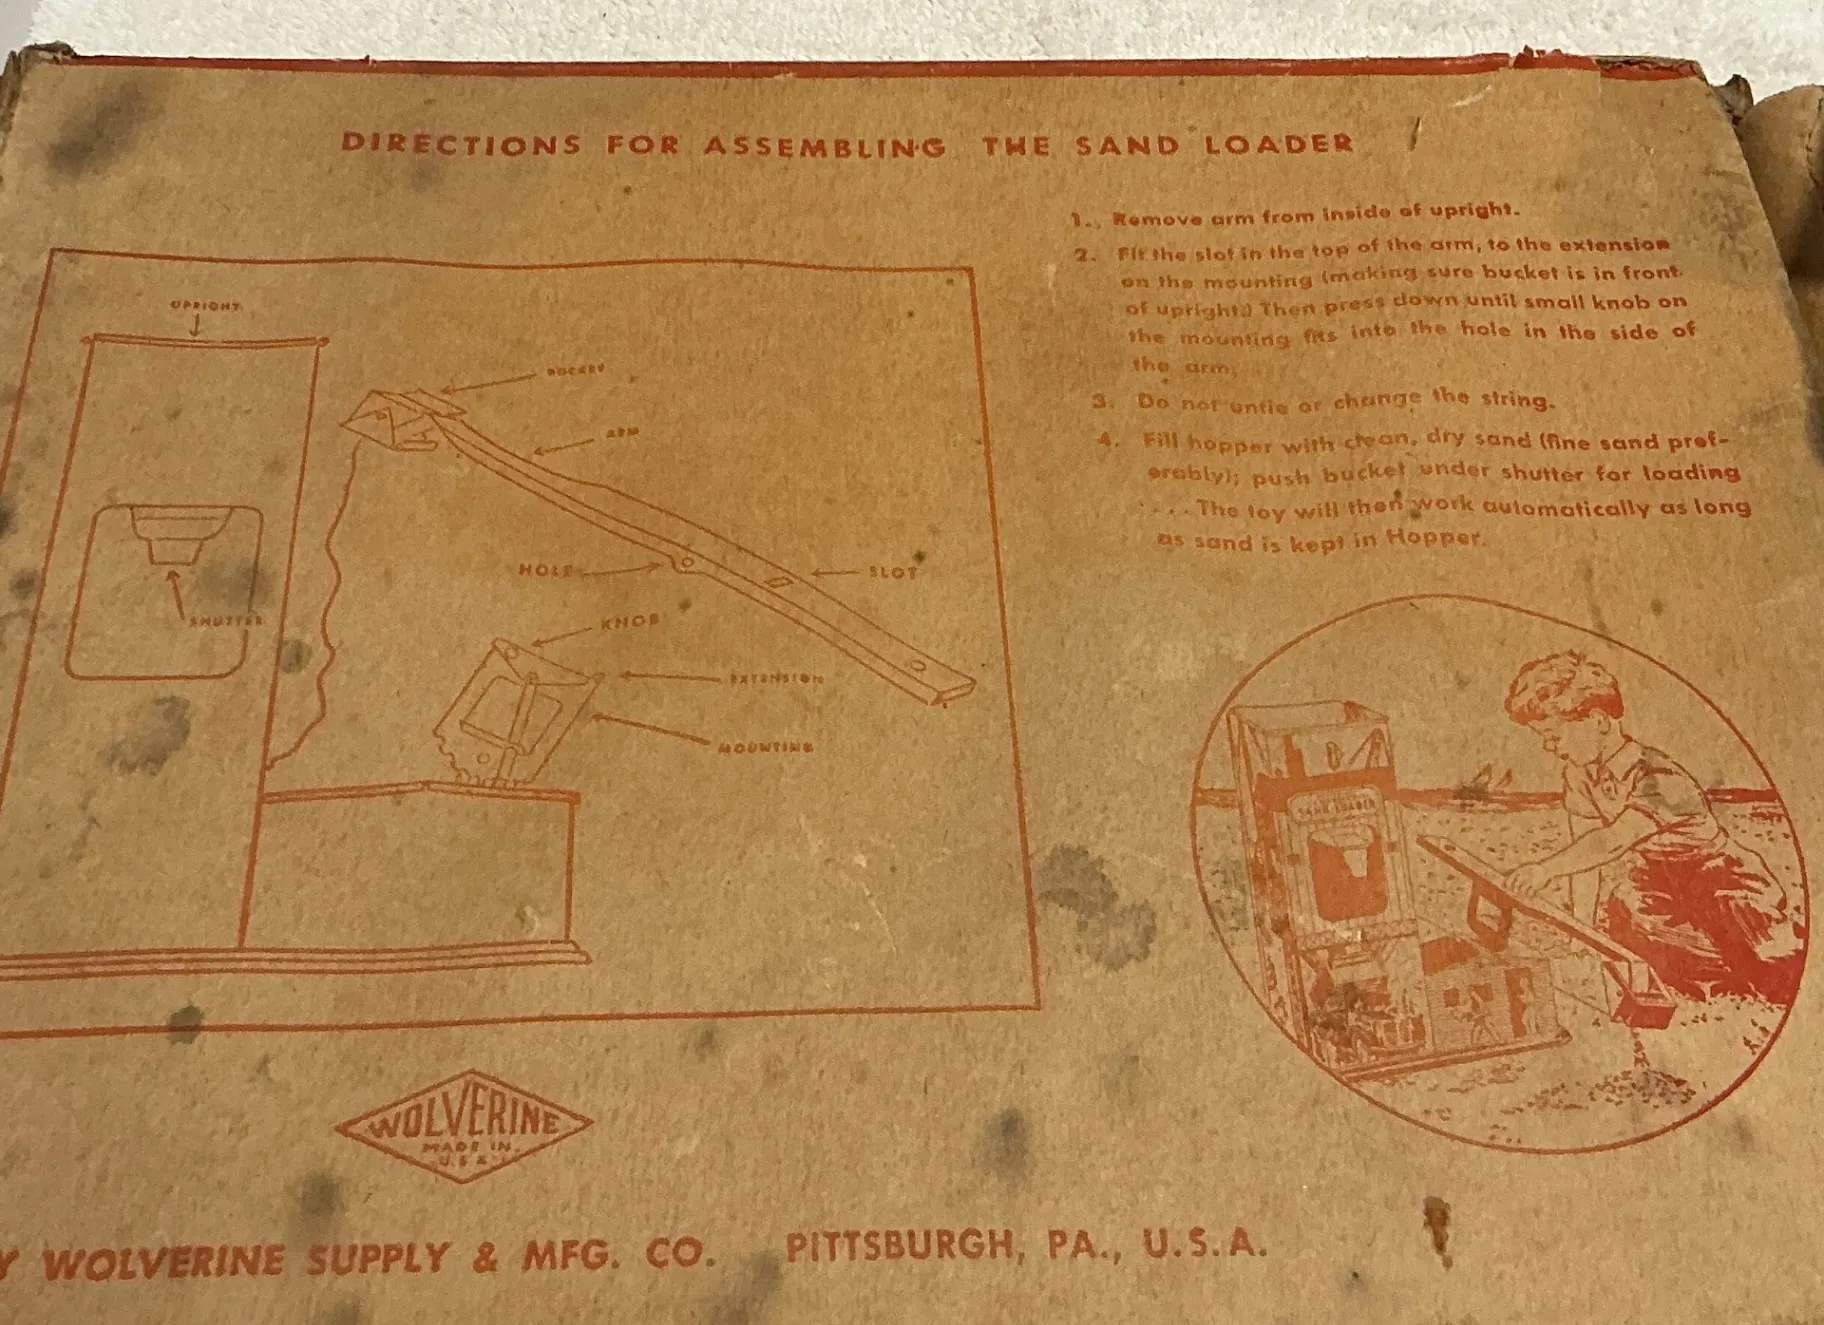 DIRECTIONS FOR ASSEMBLING THE SAND LOADER
1. Remove arm from inside of upright.
2. Fit the slot in the top of the arm, to the extension
on the mounting (making sure bucket is in front
of upright.) Then press down until small knob on
the mounting fits into the hole in the side of
the arm.
3. Do not untie or change the string.
4. Fill hopper with clean, dry sand (fine sand pref-
erably); push bucket under shutter for loading
. . . The toy will then work automatically as long
as sand is kept in Hopper.
UPRIGHT
BUCKET
ARM
HOLE
SLOT
SHUTTER
KNOB
EXTENSION
MOUNTING
SAND LOADER
WOLVERINE
MADE IN
U.S.A.
Y WOLVERINE SUPPLY & MFG. CO. PITTSBURGH, PA., U.S.A.